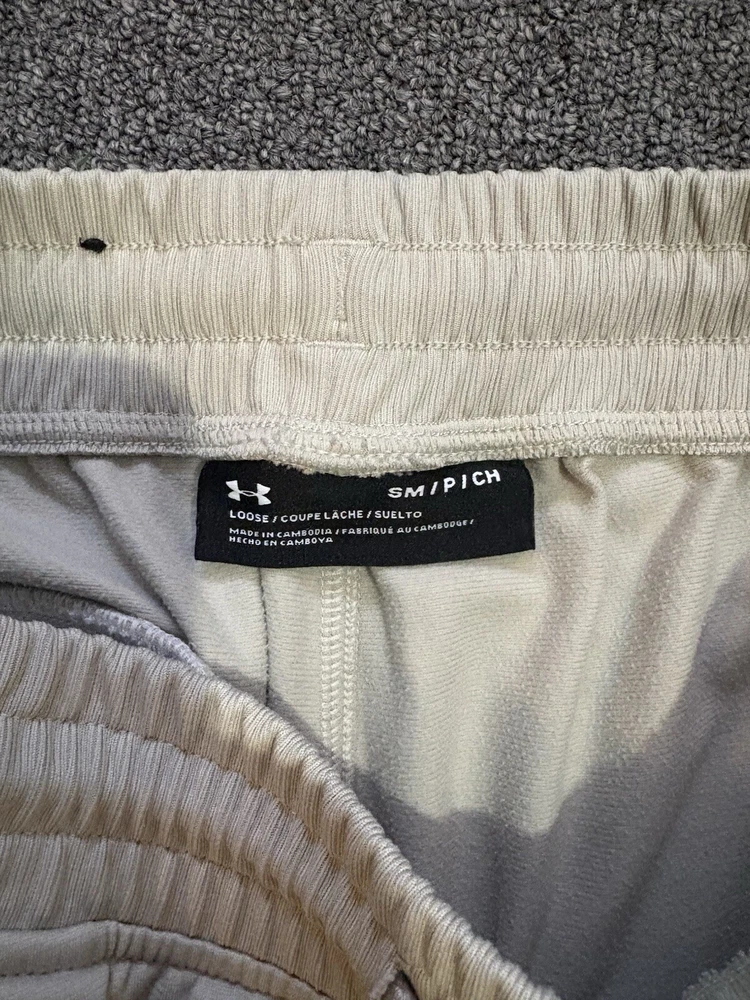 SM / P / CH
LOOSE / COUPE LÂCHE / SUELTO
MADE IN CAMBODIA / FABRIQUÉ AU CAMBODGE /
HECHO EN CAMBOYA